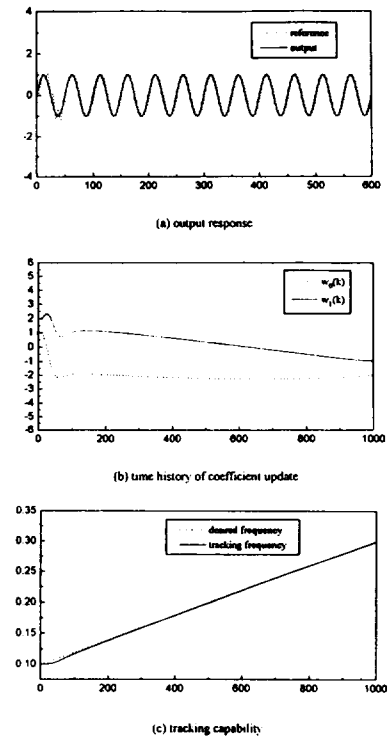 4
reference
output
2
0
-2
-4
0 100 200 300 400 500 600
(a) output response
6
5
w₀(k)
4
w₁(k)
3
2
1
0
-1
-2
-3
-4
-5
-6
0 200 400 600 800 1000
(b) time history of coefficient update
0.35
desired frequency
0.30
tracking frequency
0.25
0.20
0.15
0.10
0 200 400 600 800 1000
(c) tracking capability